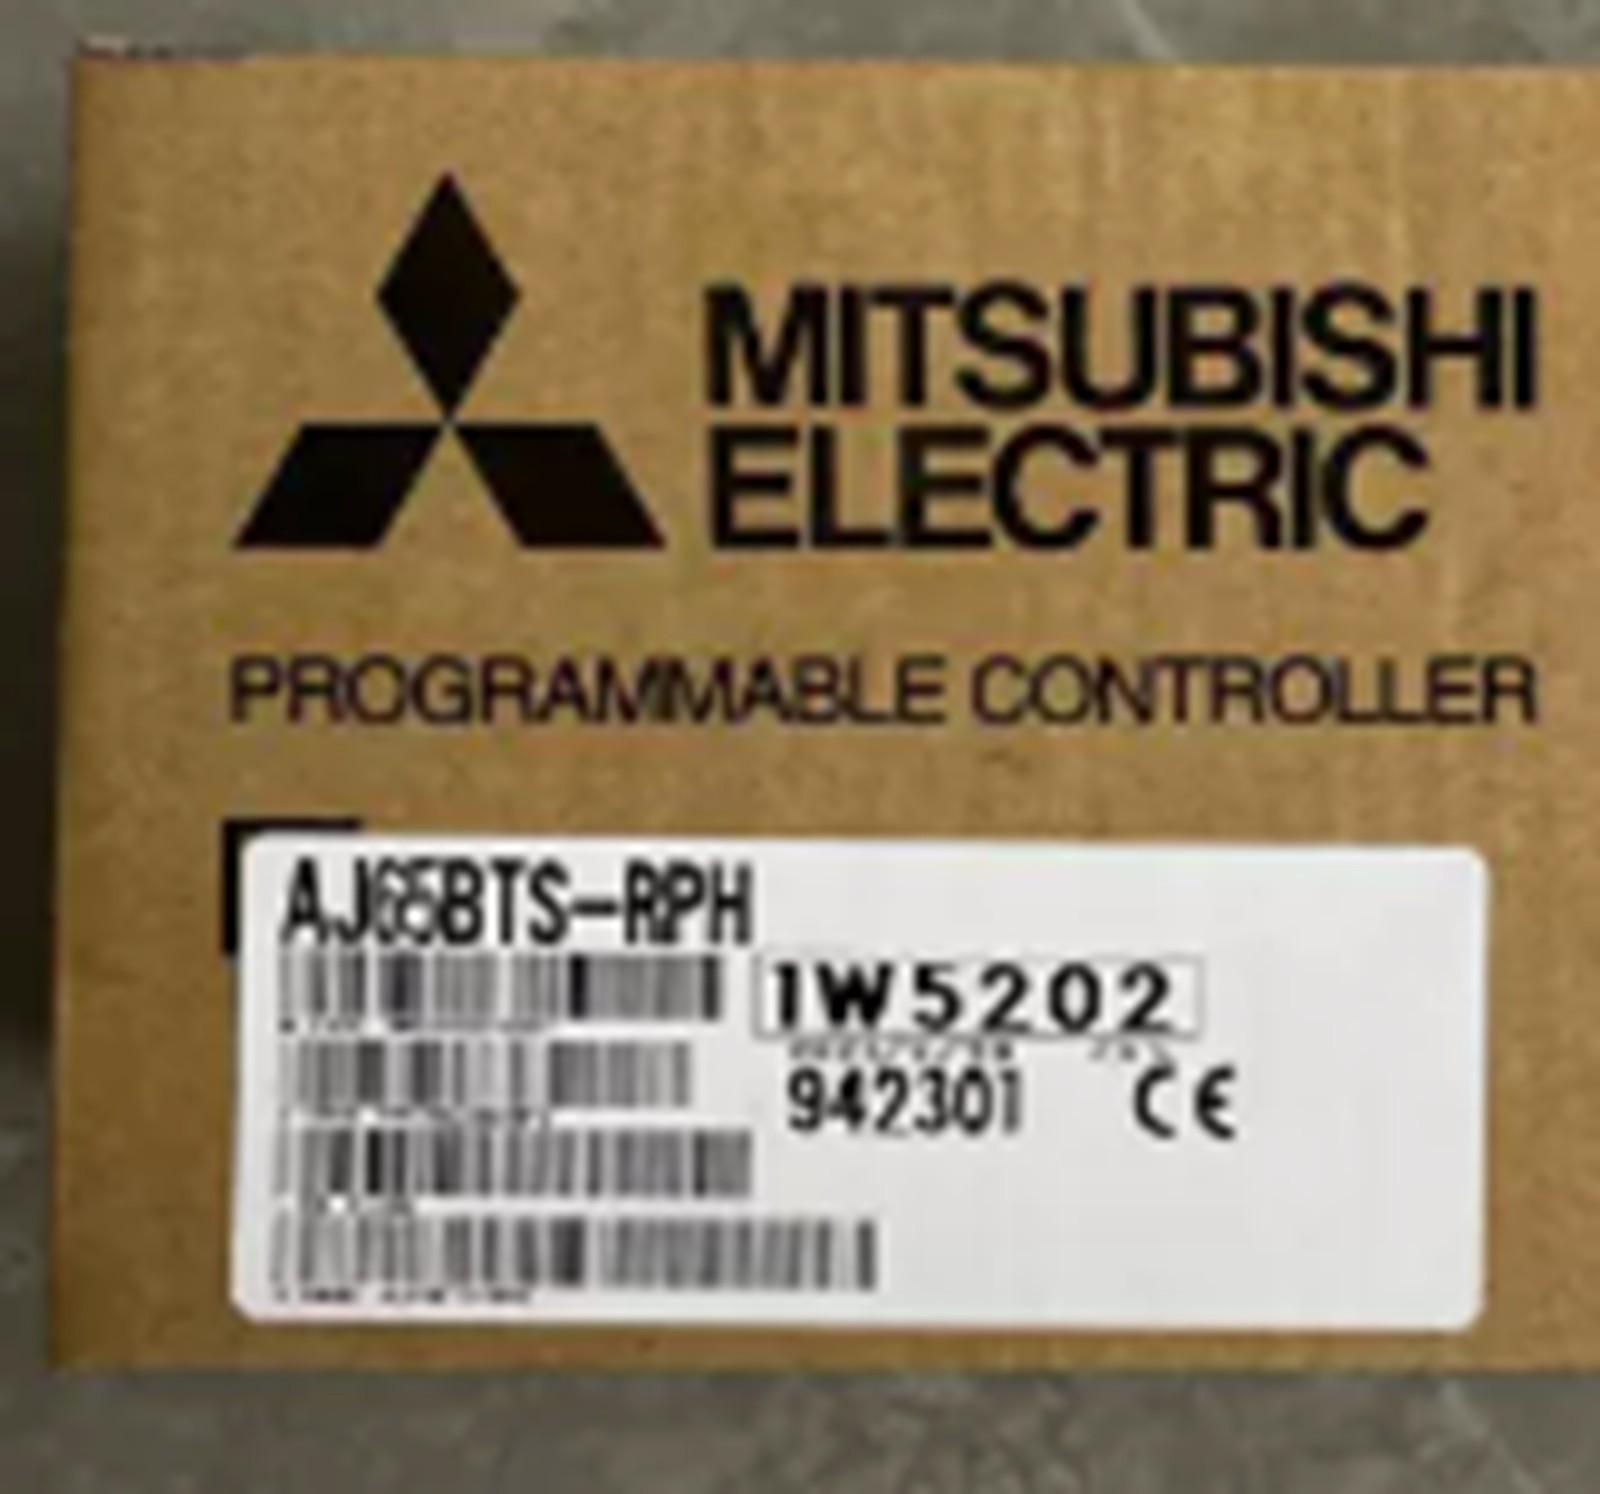 MITSUBISHI
ELECTRIC
PROGRAMMABLE CONTROLLER
AJ65BTS-RPH
1W5202
942301 CE